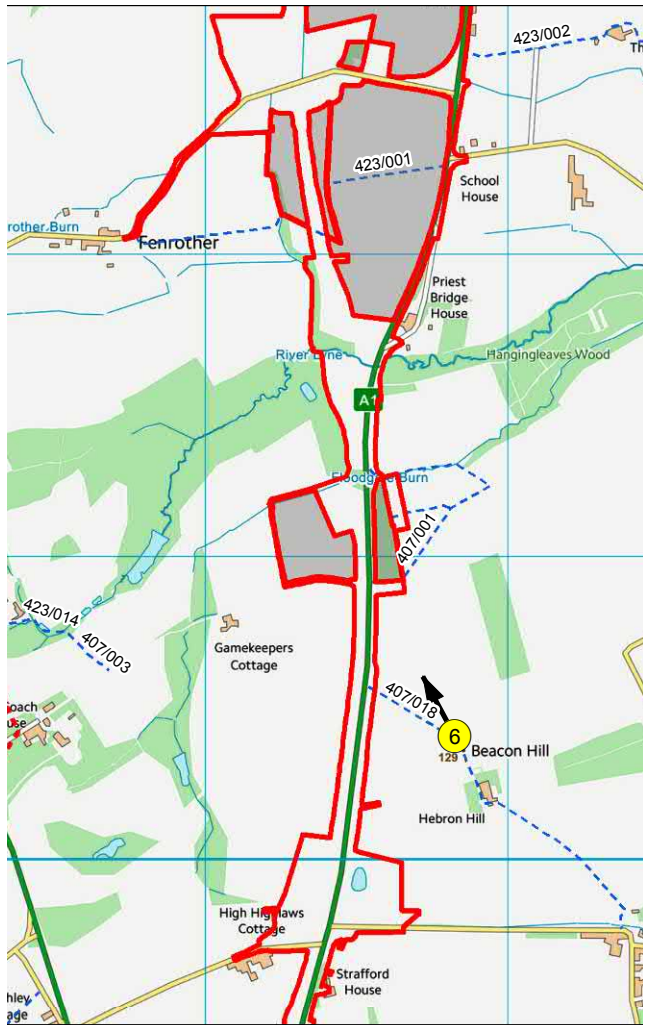 423/002
423/001
School
House
rother Burn
Fenrother
Priest
Bridge
House
River Lyne
Hangingleaves Wood
A1
Floodgate Burn
407/001
423/014
407/003
Gamekeepers
Cottage
407/018
6
Beacon Hill
129
Hebron Hill
High Highlaws
Cottage
Strafford
House